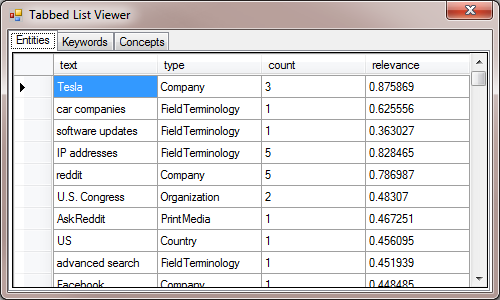 Tabbed List Viewer
Entities Keywords Concepts
text type count relevance
Tesla Company 3 0.875869
car companies FieldTerminology 1 0.625556
software updates FieldTerminology 1 0.363027
IP addresses FieldTerminology 5 0.828465
reddit Company 5 0.786987
U.S. Congress Organization 2 0.48307
AskReddit PrintMedia 1 0.467251
US Country 1 0.456095
advanced search FieldTerminology 1 0.451939
Facebook Company 1 0.448485